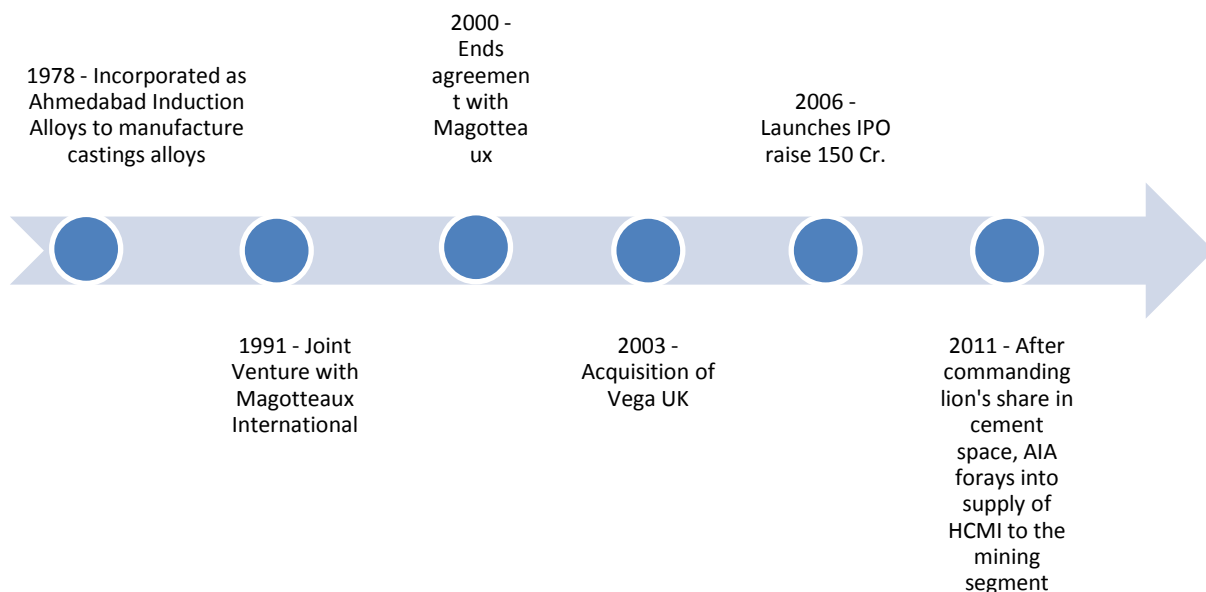 1978 - Incorporated as
Ahmedabad Induction
Alloys to manufacture
castings alloys
1991 - Joint
Venture with
Magotteaux
International
2000 -
Ends
agreemen
t with
Magottea
ux
2003 -
Acquisition of
Vega UK
2006 -
Launches IPO
raise 150 Cr.
2011 - After
commanding
lion's share in
cement
space, AIA
forays into
supply of
HCMI to the
mining
segment